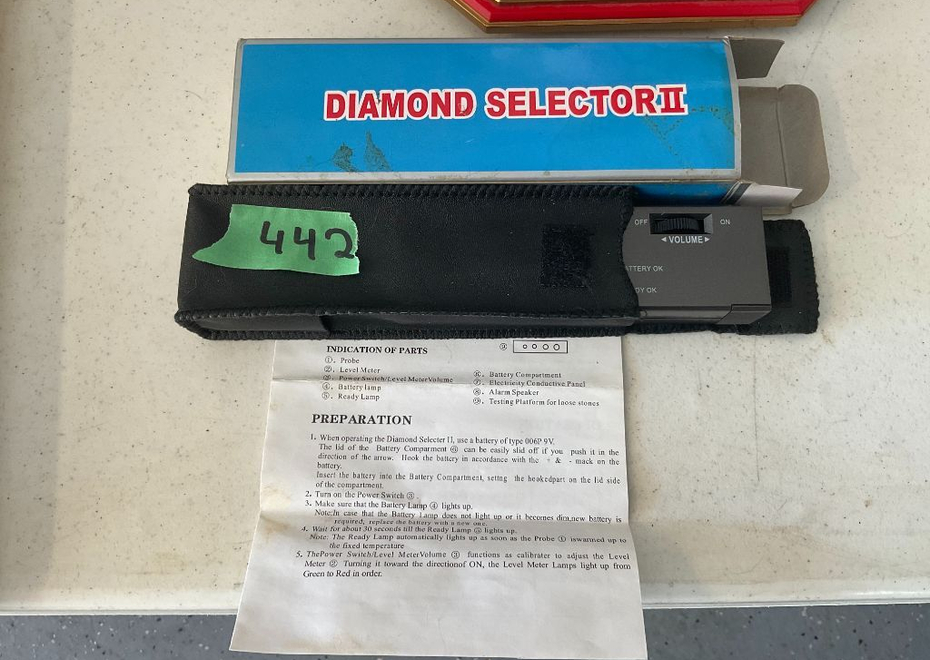 DIAMOND SELECTOR II
442
OFF ON
◄VOLUME►
TTERY OK
DY OK
INDICATION OF PARTS
①. Probe
②. Level Meter
③. Power Switch/Level MeterVolume
④. Battery lamp
⑤. Ready Lamp
⑥. Battery Compartment
⑦. Electricity Conductive Panel
⑧. Alarm Speaker
⑨. Testing Platform for loose stones
PREPARATION
1. When operating the Diamond Selecter II, use a battery of type 006P 9V.
The lid of the Battery Compurment ⑥ can be easily slid off if you push it in the
direction of the arrow. Hook the battery in accordance with the + & - mack on the
battery.
Insert the battery into the Battery Compartment, seting the hookedpart on the lid side
of the compartment.
2. Turn on the Power Switch ③.
3. Make sure that the Battery Lamp ④ lights up.
Note:In case that the Battery Lamp does not light up or it becomes dim,new battery is
required, replace the battery with a new one.
4. Wait for about 30 seconds till the Ready Lamp ⑤ lights up.
Note: The Ready Lamp automatically lights up as soon as the Probe ① iswarmed up to
the fixed temperature
5. ThePower Switch/Level MeterVolume ③ functions as calibrater to adjust the Level
Meter ② Turning it toward the directionof ON, the Level Meter Lamps light up from
Green to Red in order.